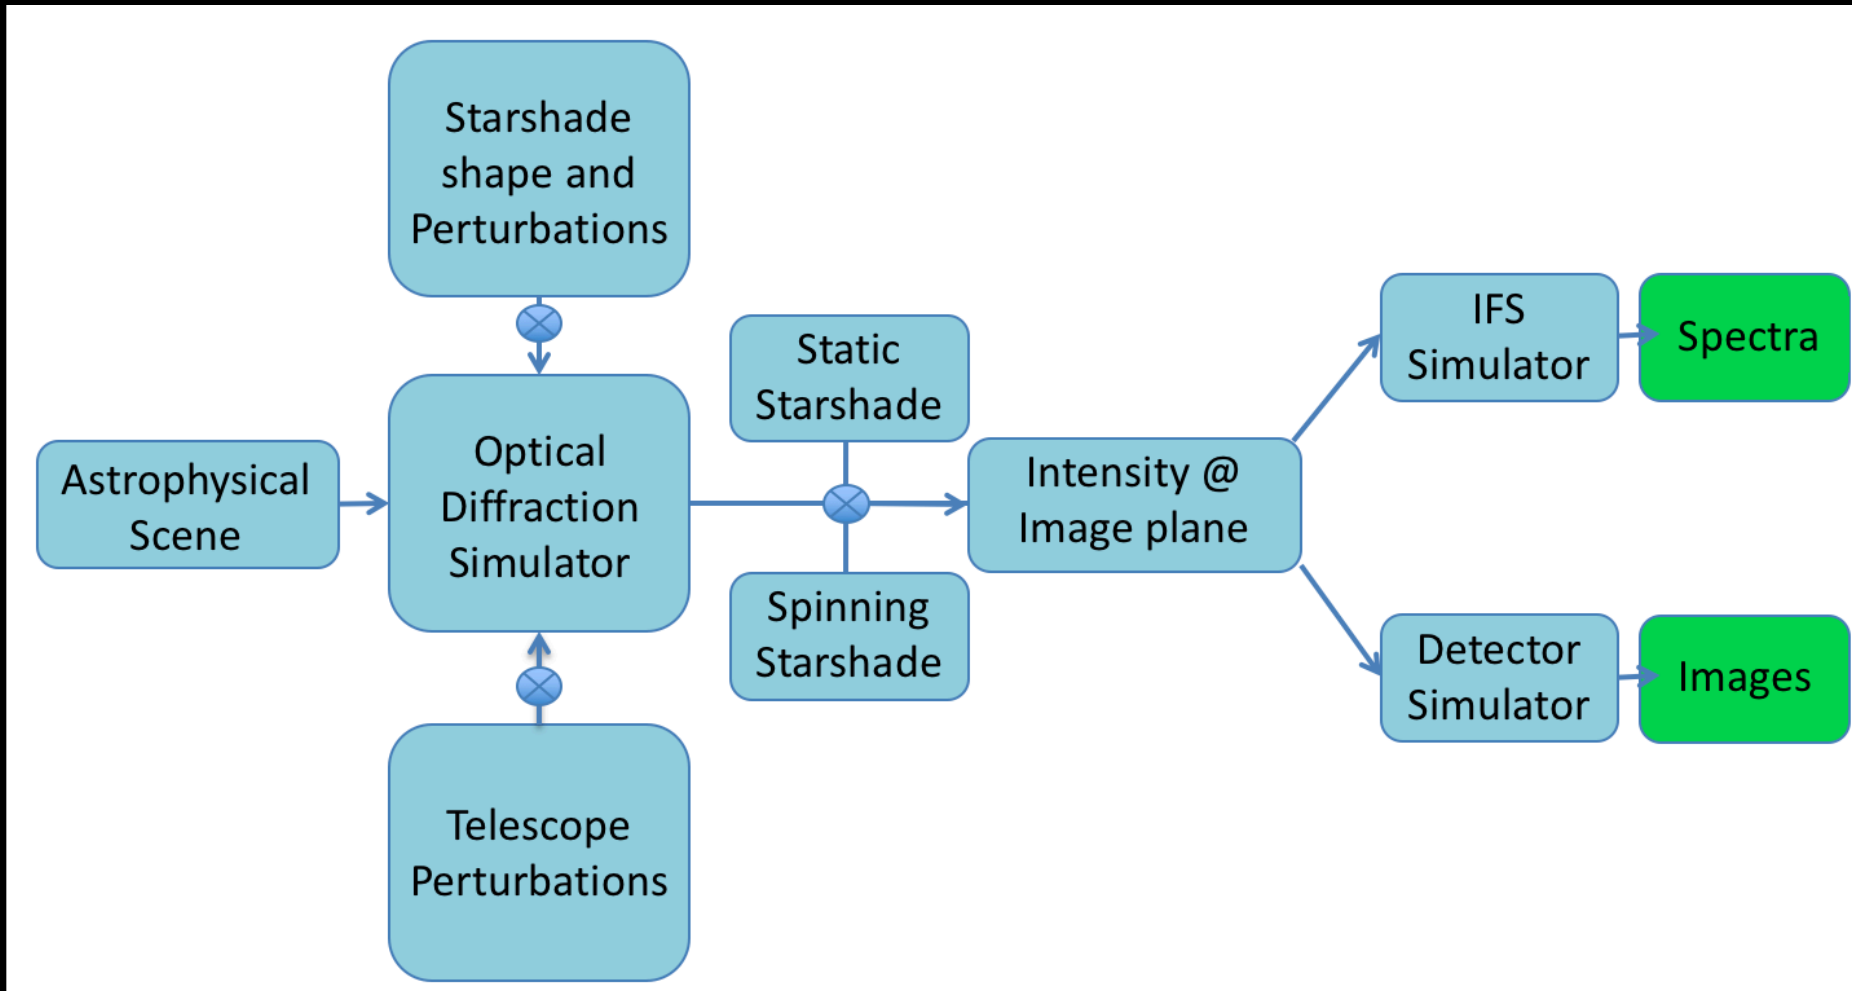 Starshade
shape and
Perturbations
Astrophysical
Scene
Optical
Diffraction
Simulator
Telescope
Perturbations
Static
Starshade
Spinning
Starshade
Intensity @
Image plane
IFS
Simulator
Spectra
Detector
Simulator
Images